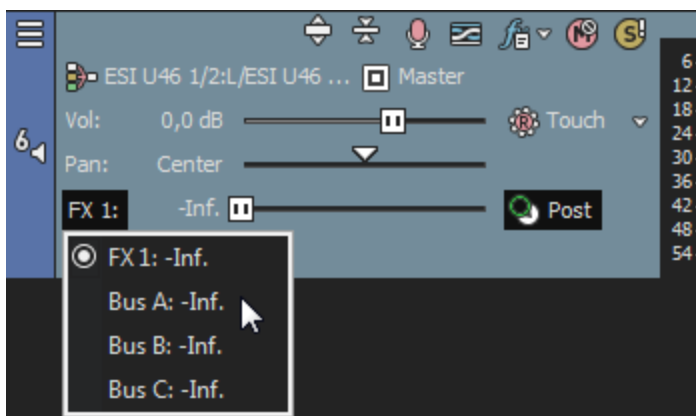 ESI U46 1/2:L/ESI U46 ... Master
Vol: 0,0 dB R Touch
6
Pan: Center
FX 1: -Inf. Post
FX 1: -Inf.
Bus A: -Inf.
Bus B: -Inf.
Bus C: -Inf.
M S!
6
12
18
24
30
36
42
48
54